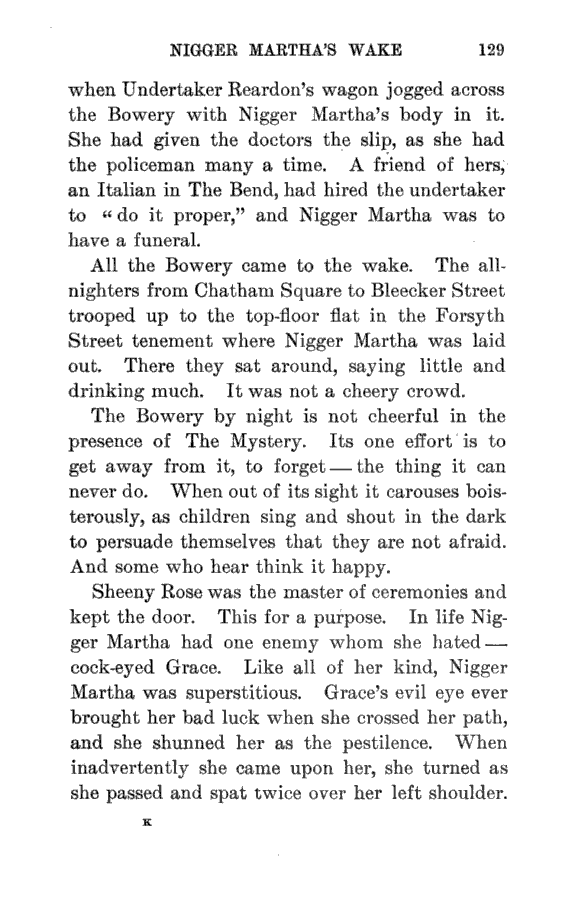 NIGGER MARTHA'S WAKE 129
when Undertaker Reardon's wagon jogged across
the Bowery with Nigger Martha's body in it.
She had given the doctors the slip, as she had
the policeman many a time. A friend of hers,
an Italian in The Bend, had hired the undertaker
to "do it proper," and Nigger Martha was to
have a funeral.
All the Bowery came to the wake. The all-
nighters from Chatham Square to Bleecker Street
trooped up to the top-floor flat in the Forsyth
Street tenement where Nigger Martha was laid
out. There they sat around, saying little and
drinking much. It was not a cheery crowd.
The Bowery by night is not cheerful in the
presence of The Mystery. Its one effort is to
get away from it, to forget — the thing it can
never do. When out of its sight it carouses bois-
terously, as children sing and shout in the dark
to persuade themselves that they are not afraid.
And some who hear think it happy.
Sheeny Rose was the master of ceremonies and
kept the door. This for a purpose. In life Nig-
ger Martha had one enemy whom she hated —
cock-eyed Grace. Like all of her kind, Nigger
Martha was superstitious. Grace's evil eye ever
brought her bad luck when she crossed her path,
and she shunned her as the pestilence. When
inadvertently she came upon her, she turned as
she passed and spat twice over her left shoulder.
K